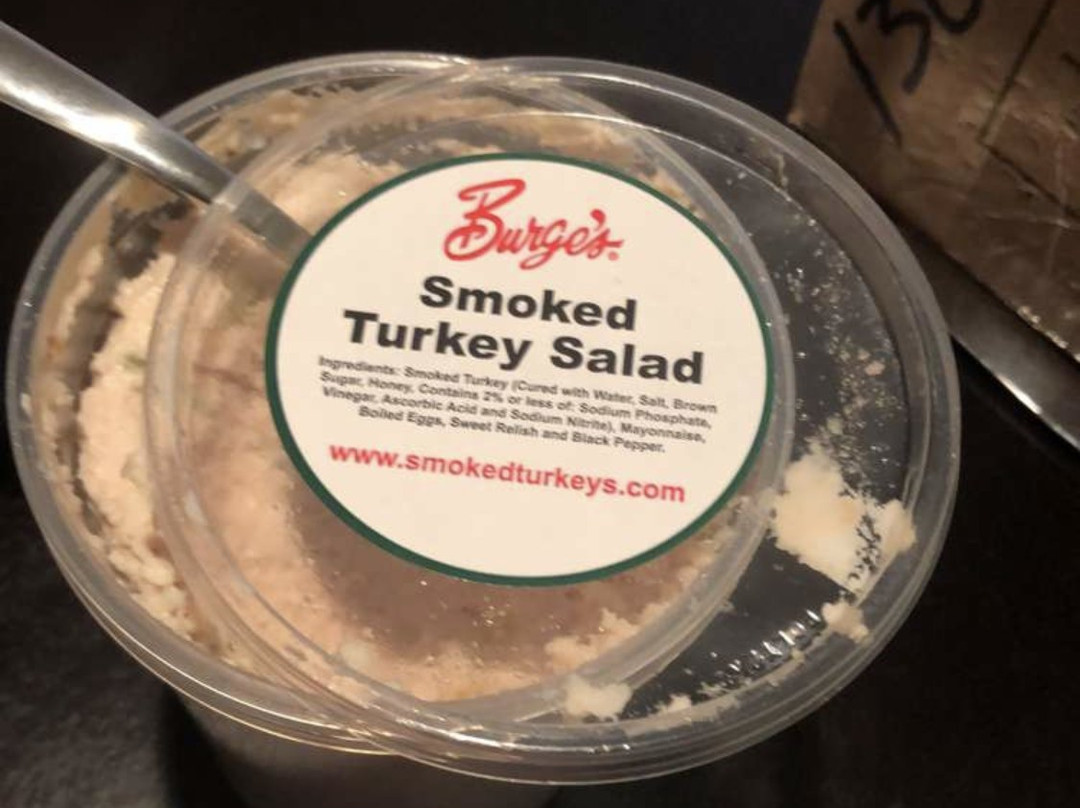 130
Burge's®
Smoked
Turkey Salad
Ingredients: Smoked Turkey (Cured with Water, Salt, Brown
Sugar, Honey, Contains 2% or less of: Sodium Phosphate,
Vinegar, Ascorbic Acid and Sodium Nitrite), Mayonnaise,
Boiled Eggs, Sweet Relish and Black Pepper.
www.smokedturkeys.com